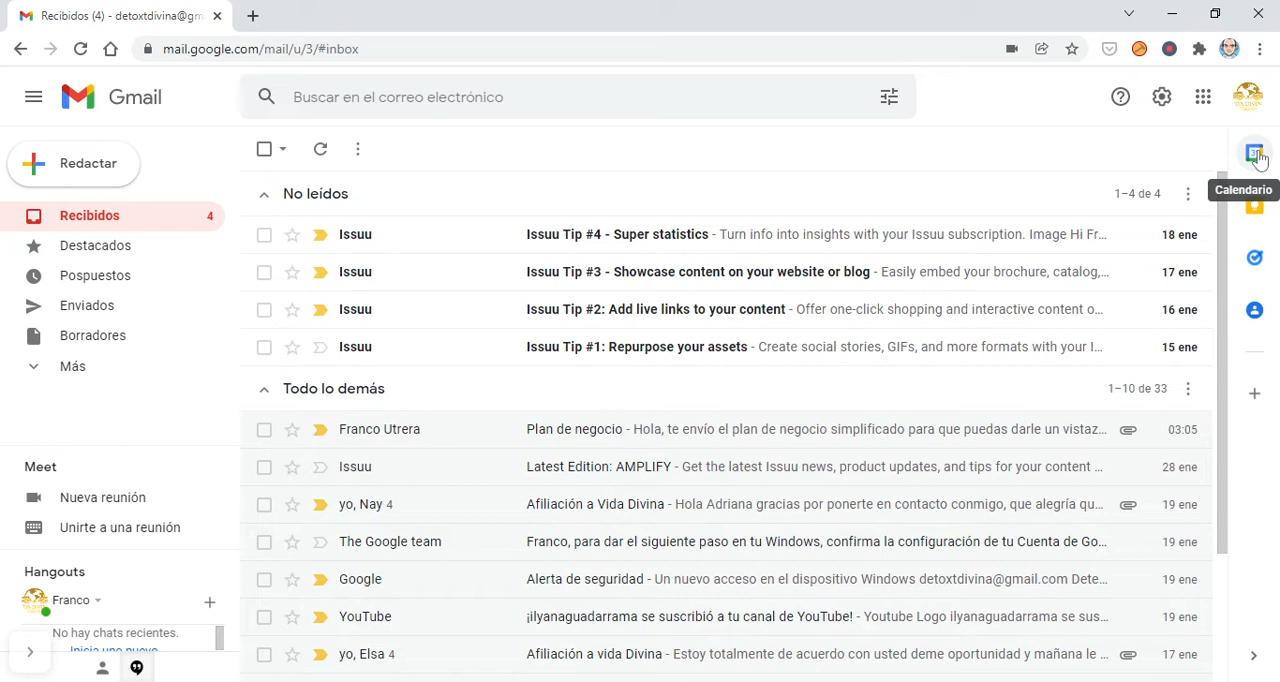 Recibidos (4) - detoxtdivina@gm
mail.google.com/mail/u/3/#inbox
Gmail
Buscar en el correo electrónico
Redactar
Calendario
No leídos
1–4 de 4
Recibidos 4
Issuu Issuu Tip #4 - Super statistics - Turn info into insights with your Issuu subscription. Image Hi Fr… 18 ene
Destacados
Issuu Issuu Tip #3 - Showcase content on your website or blog - Easily embed your brochure, catalog,… 17 ene
Pospuestos
Enviados
Issuu Issuu Tip #2: Add live links to your content - Offer one-click shopping and interactive content o… 16 ene
Borradores
Issuu Issuu Tip #1: Repurpose your assets - Create social stories, GIFs, and more formats with your I… 15 ene
Más
Todo lo demás
1–10 de 33
Franco Utrera Plan de negocio - Hola, te envío el plan de negocio simplificado para que puedas darle un vistaz… 03:05
Meet
Issuu Latest Edition: AMPLIFY - Get the latest Issuu news, product updates, and tips for your content … 28 ene
Nueva reunión
yo, Nay 4 Afiliación a Vida Divina - Hola Adriana gracias por ponerte en contacto conmigo, que alegría qu… 19 ene
Unirte a una reunión
The Google team Franco, para dar el siguiente paso en tu Windows, confirma la configuración de tu Cuenta de Go… 19 ene
Hangouts
Google Alerta de seguridad - Un nuevo acceso en el dispositivo Windows detoxtdivina@gmail.com Dete… 19 ene
Franco
YouTube ¡ilyanaguadarrama se suscribió a tu canal de YouTube! - Youtube Logo ilyanaguadarrama se sus… 19 ene
No hay chats recientes.
Inicia uno nuevo
yo, Elsa 4 Afiliación a vida Divina - Estoy totalmente de acuerdo con usted deme oportunidad y mañana le … 17 ene